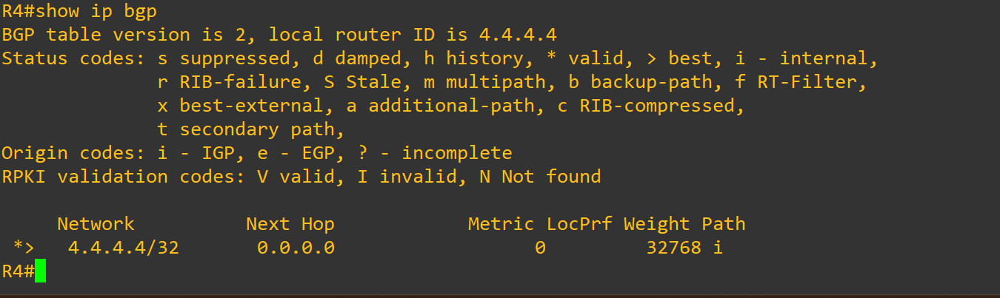 R4#show ip bgp
BGP table version is 2, local router ID is 4.4.4.4
Status codes: s suppressed, d damped, h history, * valid, > best, i - internal,
              r RIB-failure, S Stale, m multipath, b backup-path, f RT-Filter,
              x best-external, a additional-path, c RIB-compressed,
              t secondary path,
Origin codes: i - IGP, e - EGP, ? - incomplete
RPKI validation codes: V valid, I invalid, N Not found

     Network          Next Hop            Metric LocPrf Weight Path
 *>   4.4.4.4/32       0.0.0.0                  0         32768 i
R4#